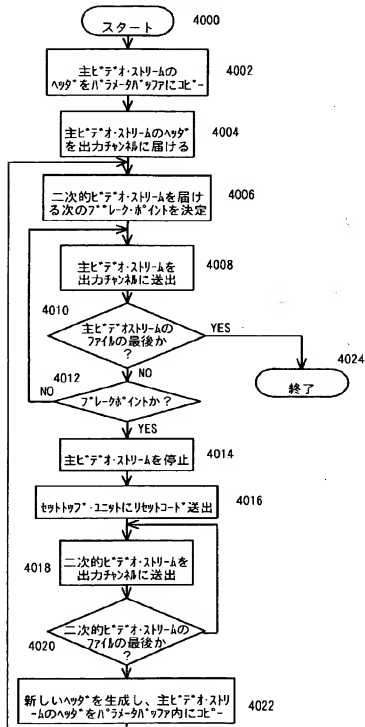 スタート
4000
主ビデオ・ストリームの
ヘッダをパラメータバッファにコピー
4002
主ビデオ・ストリームのヘッダ
を出力チャンネルに届ける
4004
二次的ビデオ・ストリームを届け
る次のブレーク・ポイントを決定
4006
主ビデオ・ストリームを
出力チャンネルに送出
4008
4010
主ビデオストリームの
ファイルの最後か
?
YES
NO
4024
終了
4012
NO
ブレークポイントか?
YES
主ビデオ・ストリームを停止
4014
セットトップ・ユニットにリセットコード送出
4016
二次的ビデオ・ストリームを
出力チャンネルに送出
4018
二次的ビデオ・ストリームの
ファイルの最後か
?
4020
新しいヘッダを生成し、主ビデオ・ストリ
ームのヘッダをパラメータバッファ内にコピー
4022